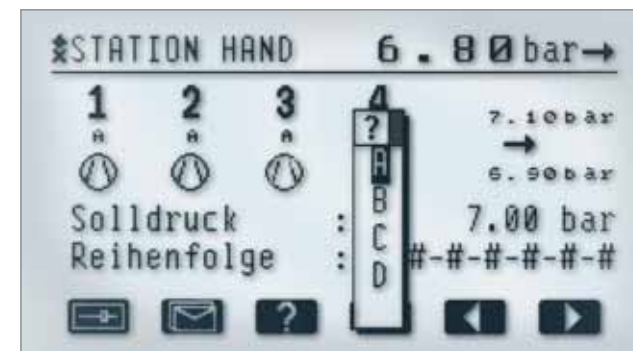 STATION HAND 6.80bar→
1 2 3 4
A A A ? 7.10bar
A →
B 6.90bar
Solldruck : C 7.00 bar
Reihenfolge : D #-#-#-#-#-#
?